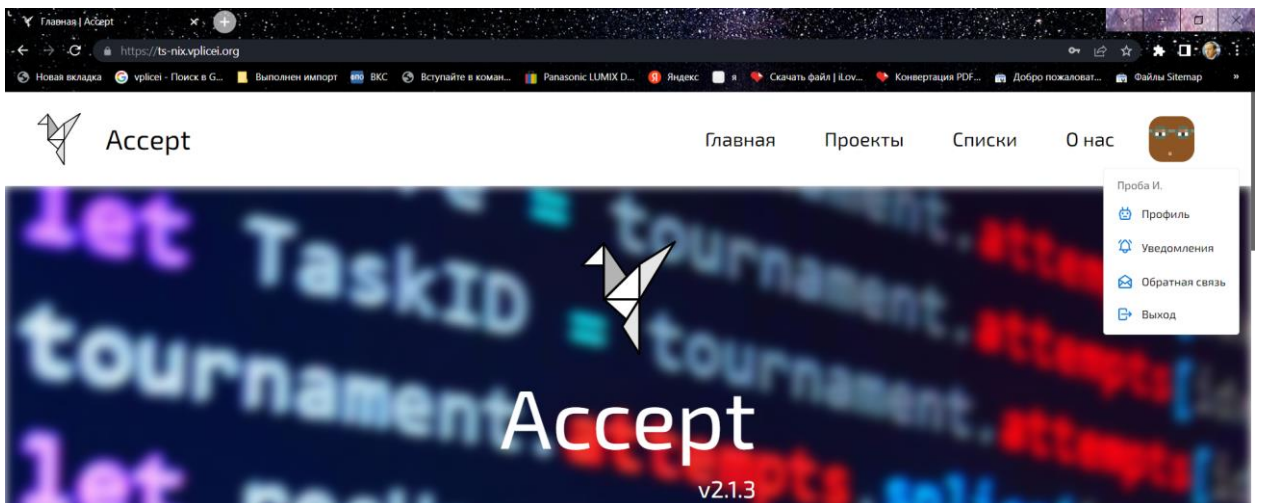 Главная | Accept
https://ts-nix.vplicei.org
Новая вкладка vplicei - Поиск в G... Выполнен импорт ВКС Вступайте в коман... Panasonic LUMIX D... Яндекс я Скачать файл | iLov... Конвертация PDF... Добро пожаловат... Файлы Sitemap »
Accept Главная Проекты Списки О нас
Проба И.
Профиль
Уведомления
Обратная связь
Выход
let TaskID = tournament.attempts
tournament.attempts
let
Accept
v2.1.3